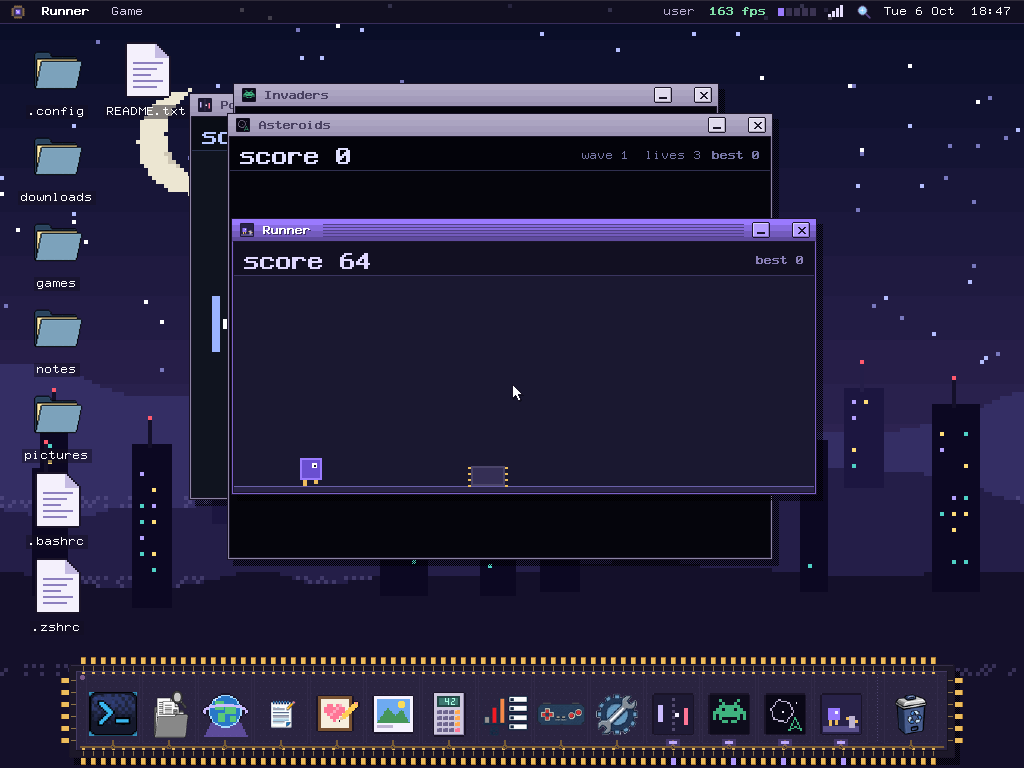 Runner Game user 163 fps Tue 6 Oct 18:47
.config
README.txt
downloads
games
notes
pictures
.bashrc
.zshrc
Invaders
Asteroids
score 0 wave 1 lives 3 best 0
Runner
score 64 best 0
42